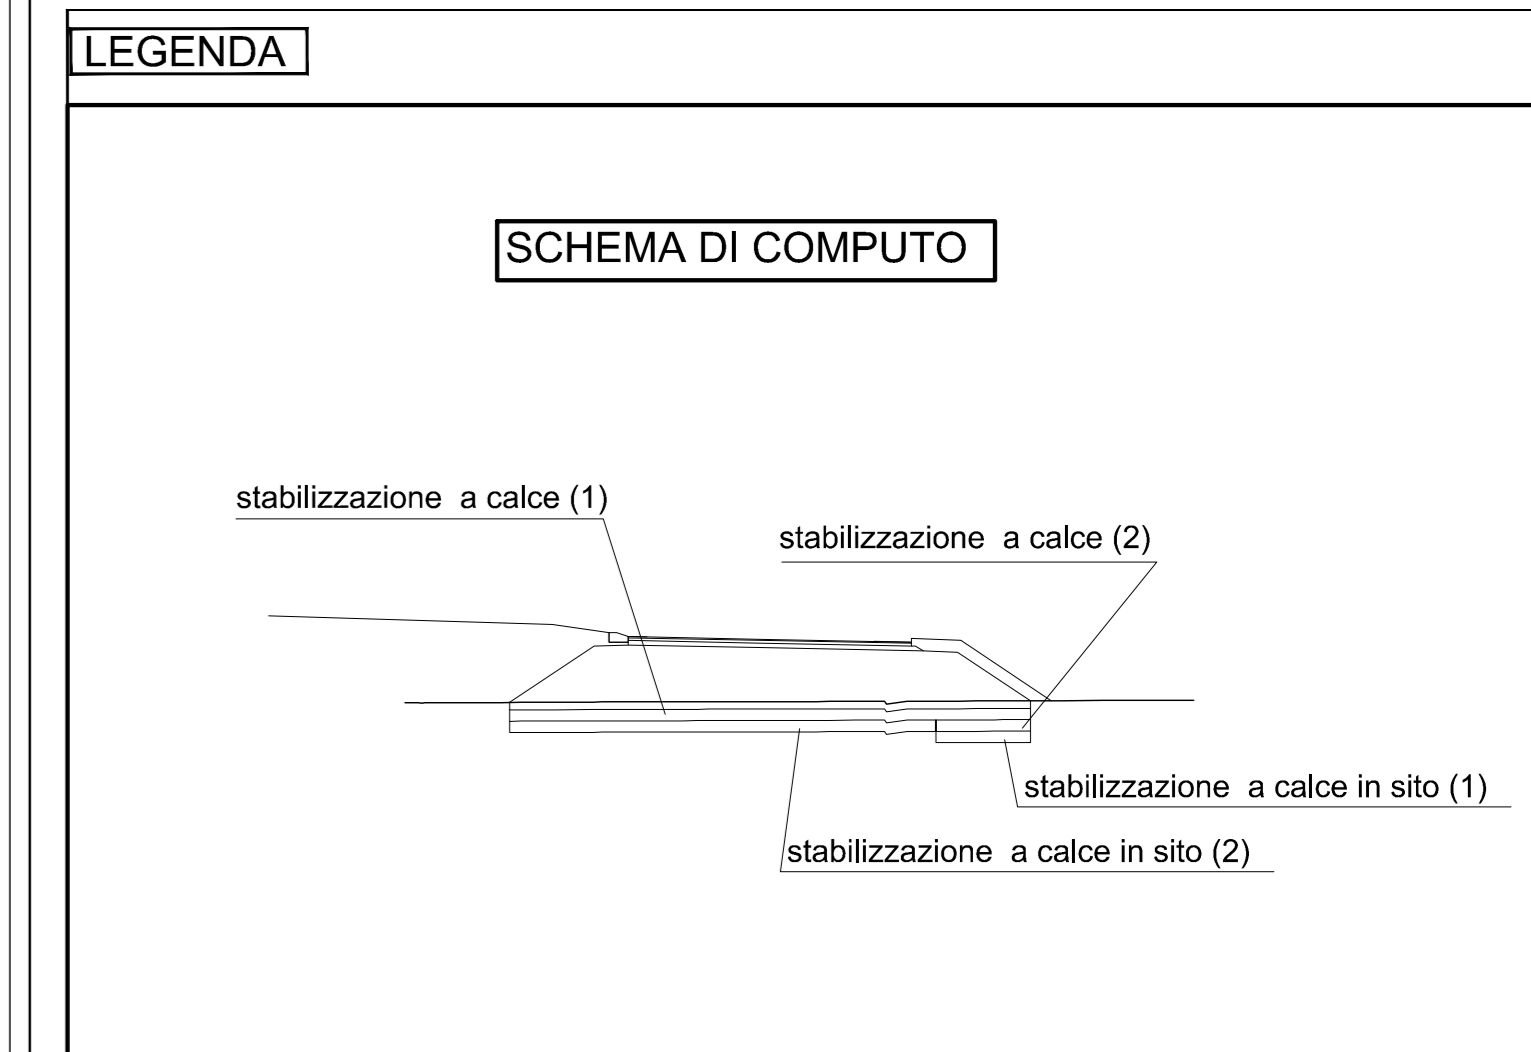 LEGENDA
SCHEMA DI COMPUTO
stabilizzazione a calce (1)
stabilizzazione a calce (2)
stabilizzazione a calce in sito (1)
stabilizzazione a calce in sito (2)